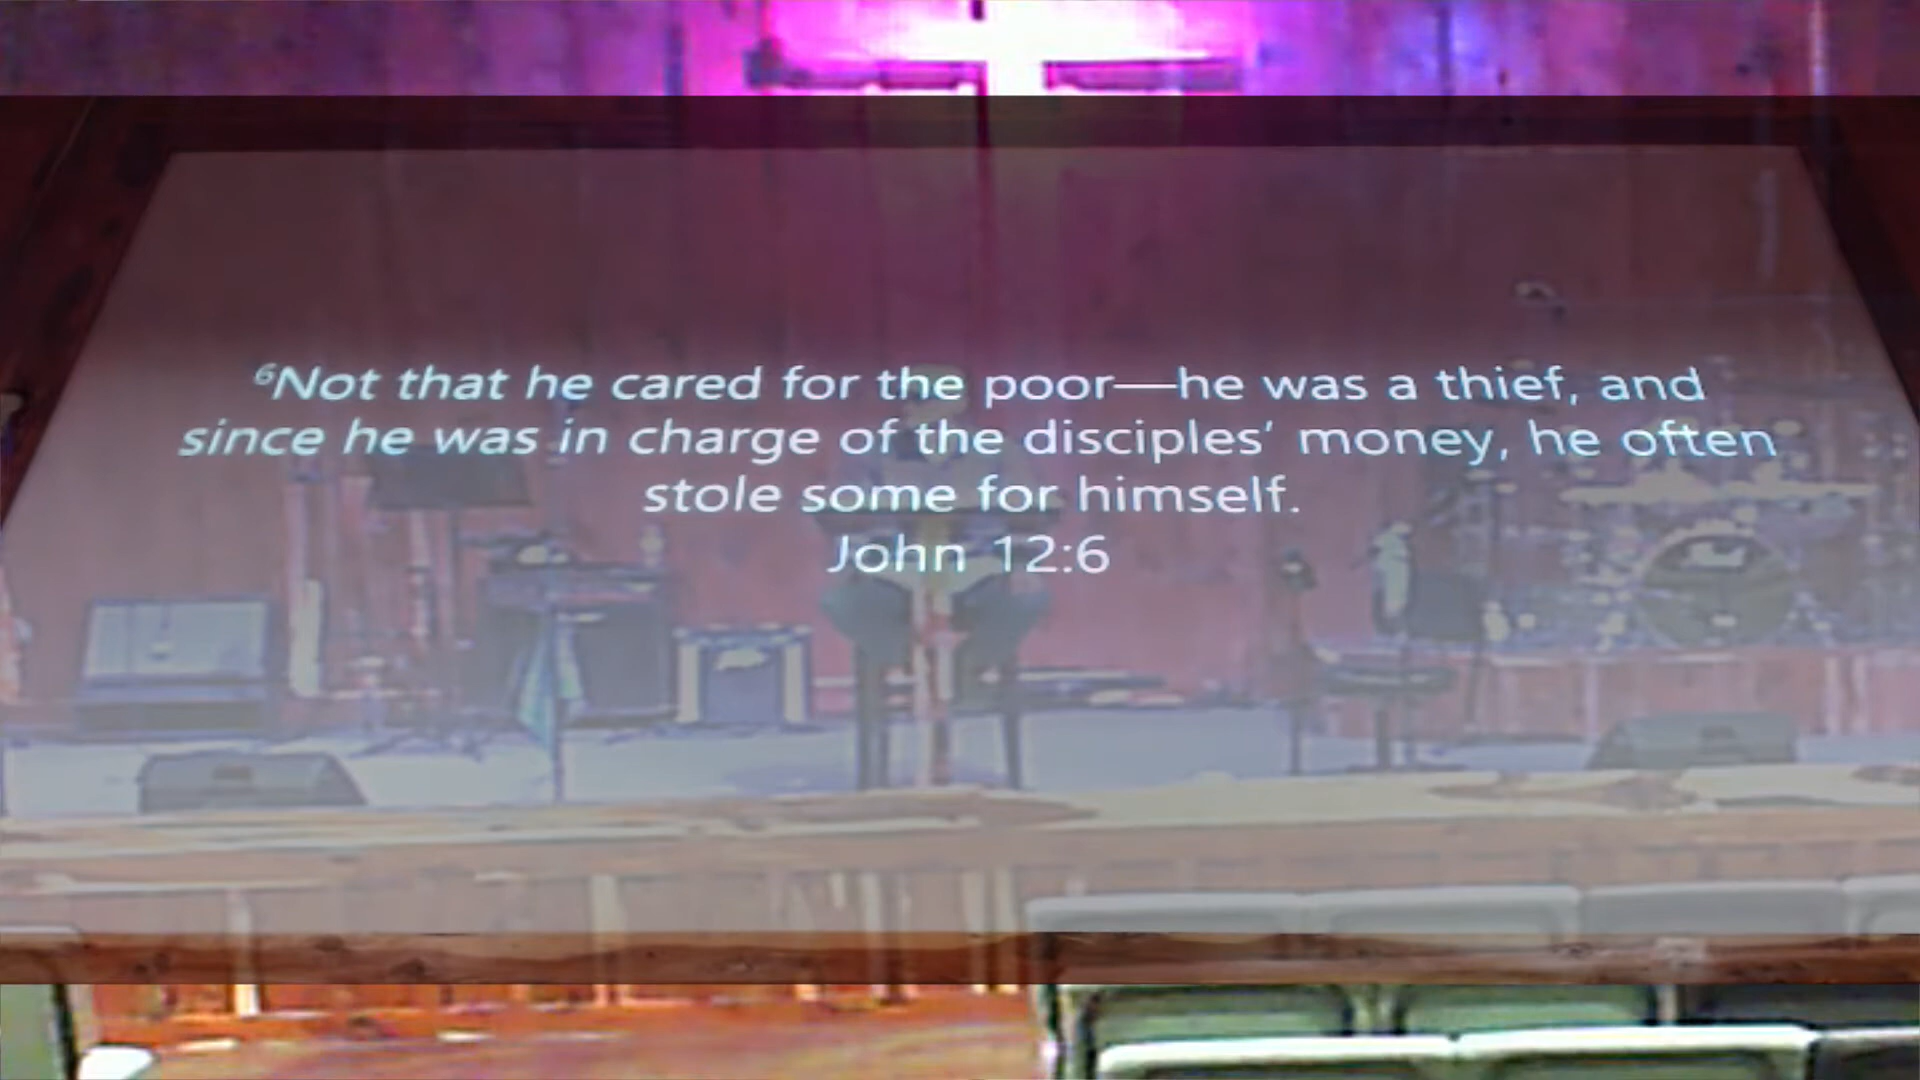 ⁶Not that he cared for the poor—he was a thief, and
since he was in charge of the disciples’ money, he often
stole some for himself.
John 12:6